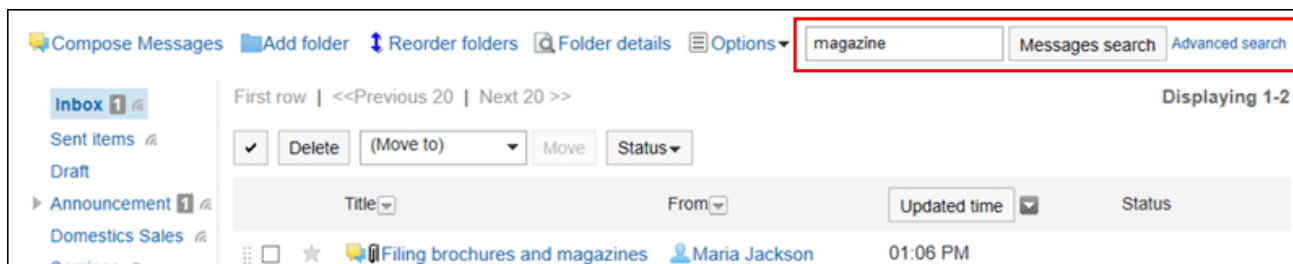 Compose Messages Add folder Reorder folders Folder details Options magazine Messages search Advanced search
First row | <<Previous 20 | Next 20 >> Displaying 1-2
Inbox 1
Sent items
Draft
Announcement 1
Domestics Sales
Delete (Move to) Move Status
Title From Updated time Status
Filing brochures and magazines Maria Jackson 01:06 PM